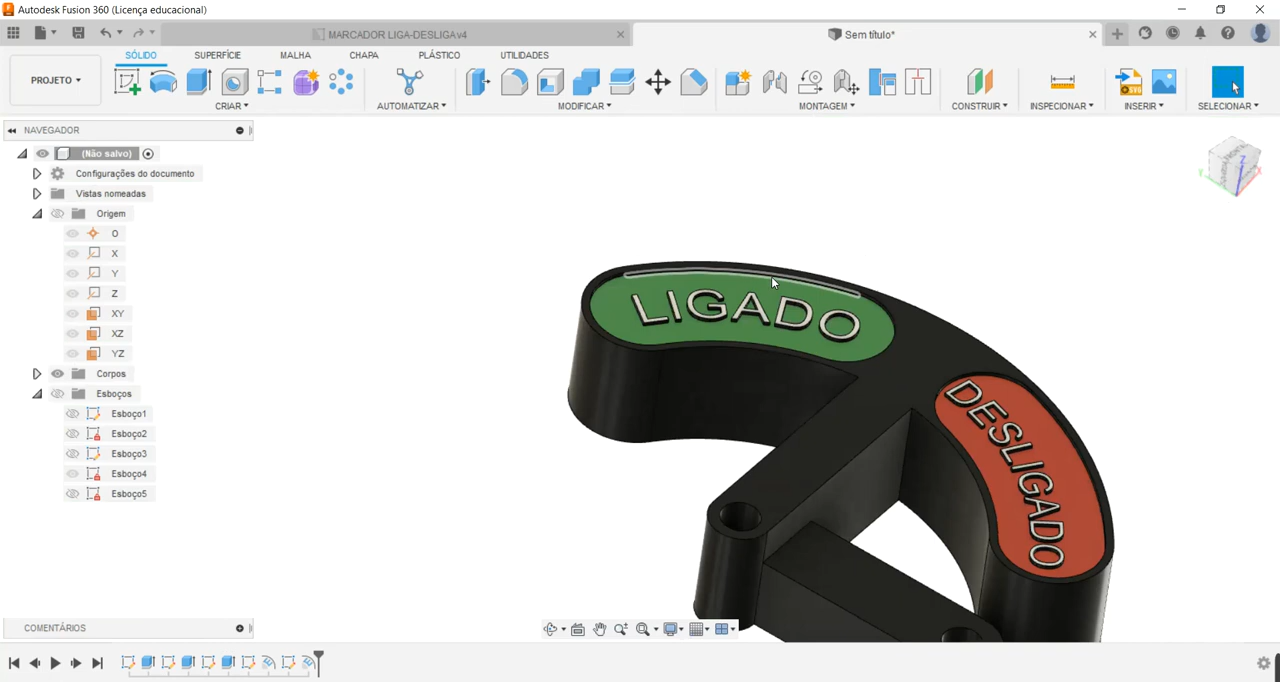 Autodesk Fusion 360 (Licença educacional)
MARCADOR LIGA-DESLIGA v4
Sem título*
SÓLIDO SUPERFÍCIE MALHA CHAPA PLÁSTICO UTILIDADES
PROJETO
CRIAR AUTOMATIZAR MODIFICAR MONTAGEM CONSTRUIR INSPECIONAR INSERIR SELECIONAR
NAVEGADOR
(Não salvo)
Configurações do documento
Vistas nomeadas
Origem
O
X
Y
Z
XY
XZ
YZ
Corpos
Esboços
Esboço1
Esboço2
Esboço3
Esboço4
Esboço5
LIGADO
DESLIGADO
COMENTÁRIOS